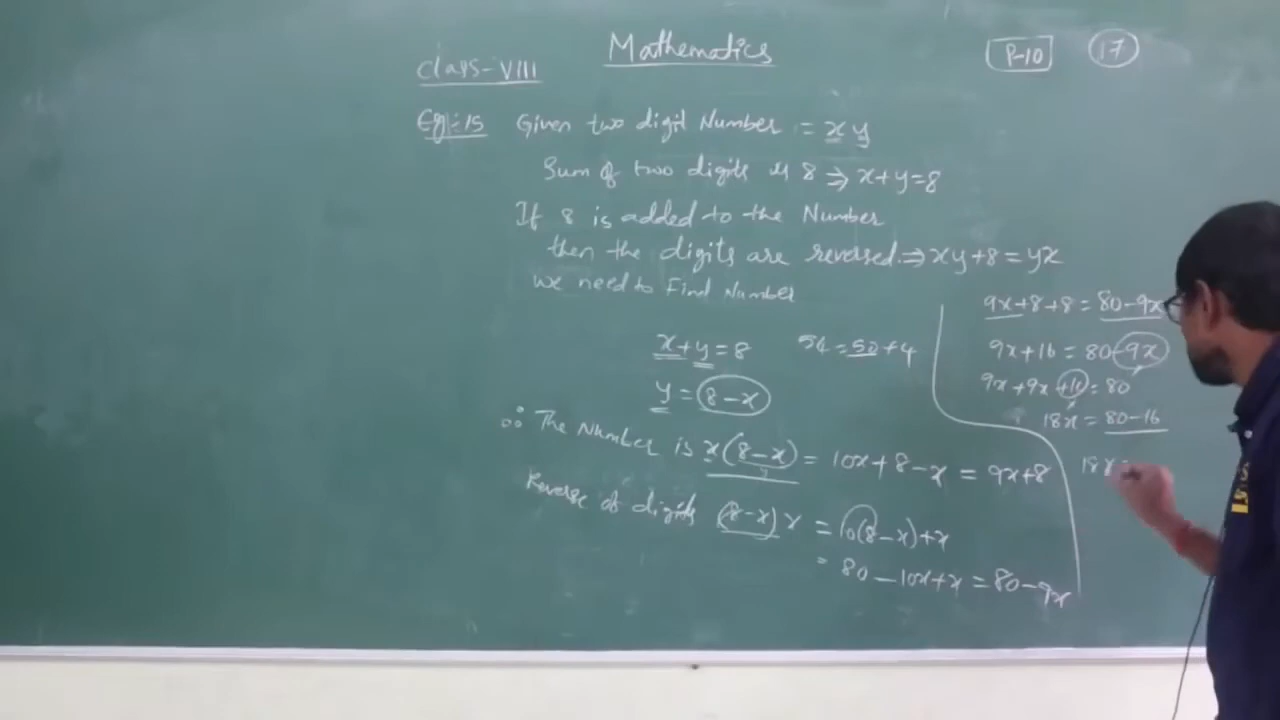 Mathematics
Class-VIII
P-10
17
Eg:-15 Given two digit Number := xy
Sum of two digits is 8 ⇒ x+y=8
If 8 is added to the Number
then the digits are reversed. ⇒ xy+8 = yx
we need to Find Number
x+y=8
54 = 50+4
y = 8-x
∴ The Number is x(8-x) = 10x+8-x = 9x+8
Reverse of digits (8-x)x = 10(8-x)+x
= 80-10x+x = 80-9x
9x+8+8 = 80-9x
9x+16 = 80-9x
9x+9x+16 = 80
18x = 80-16
18x =